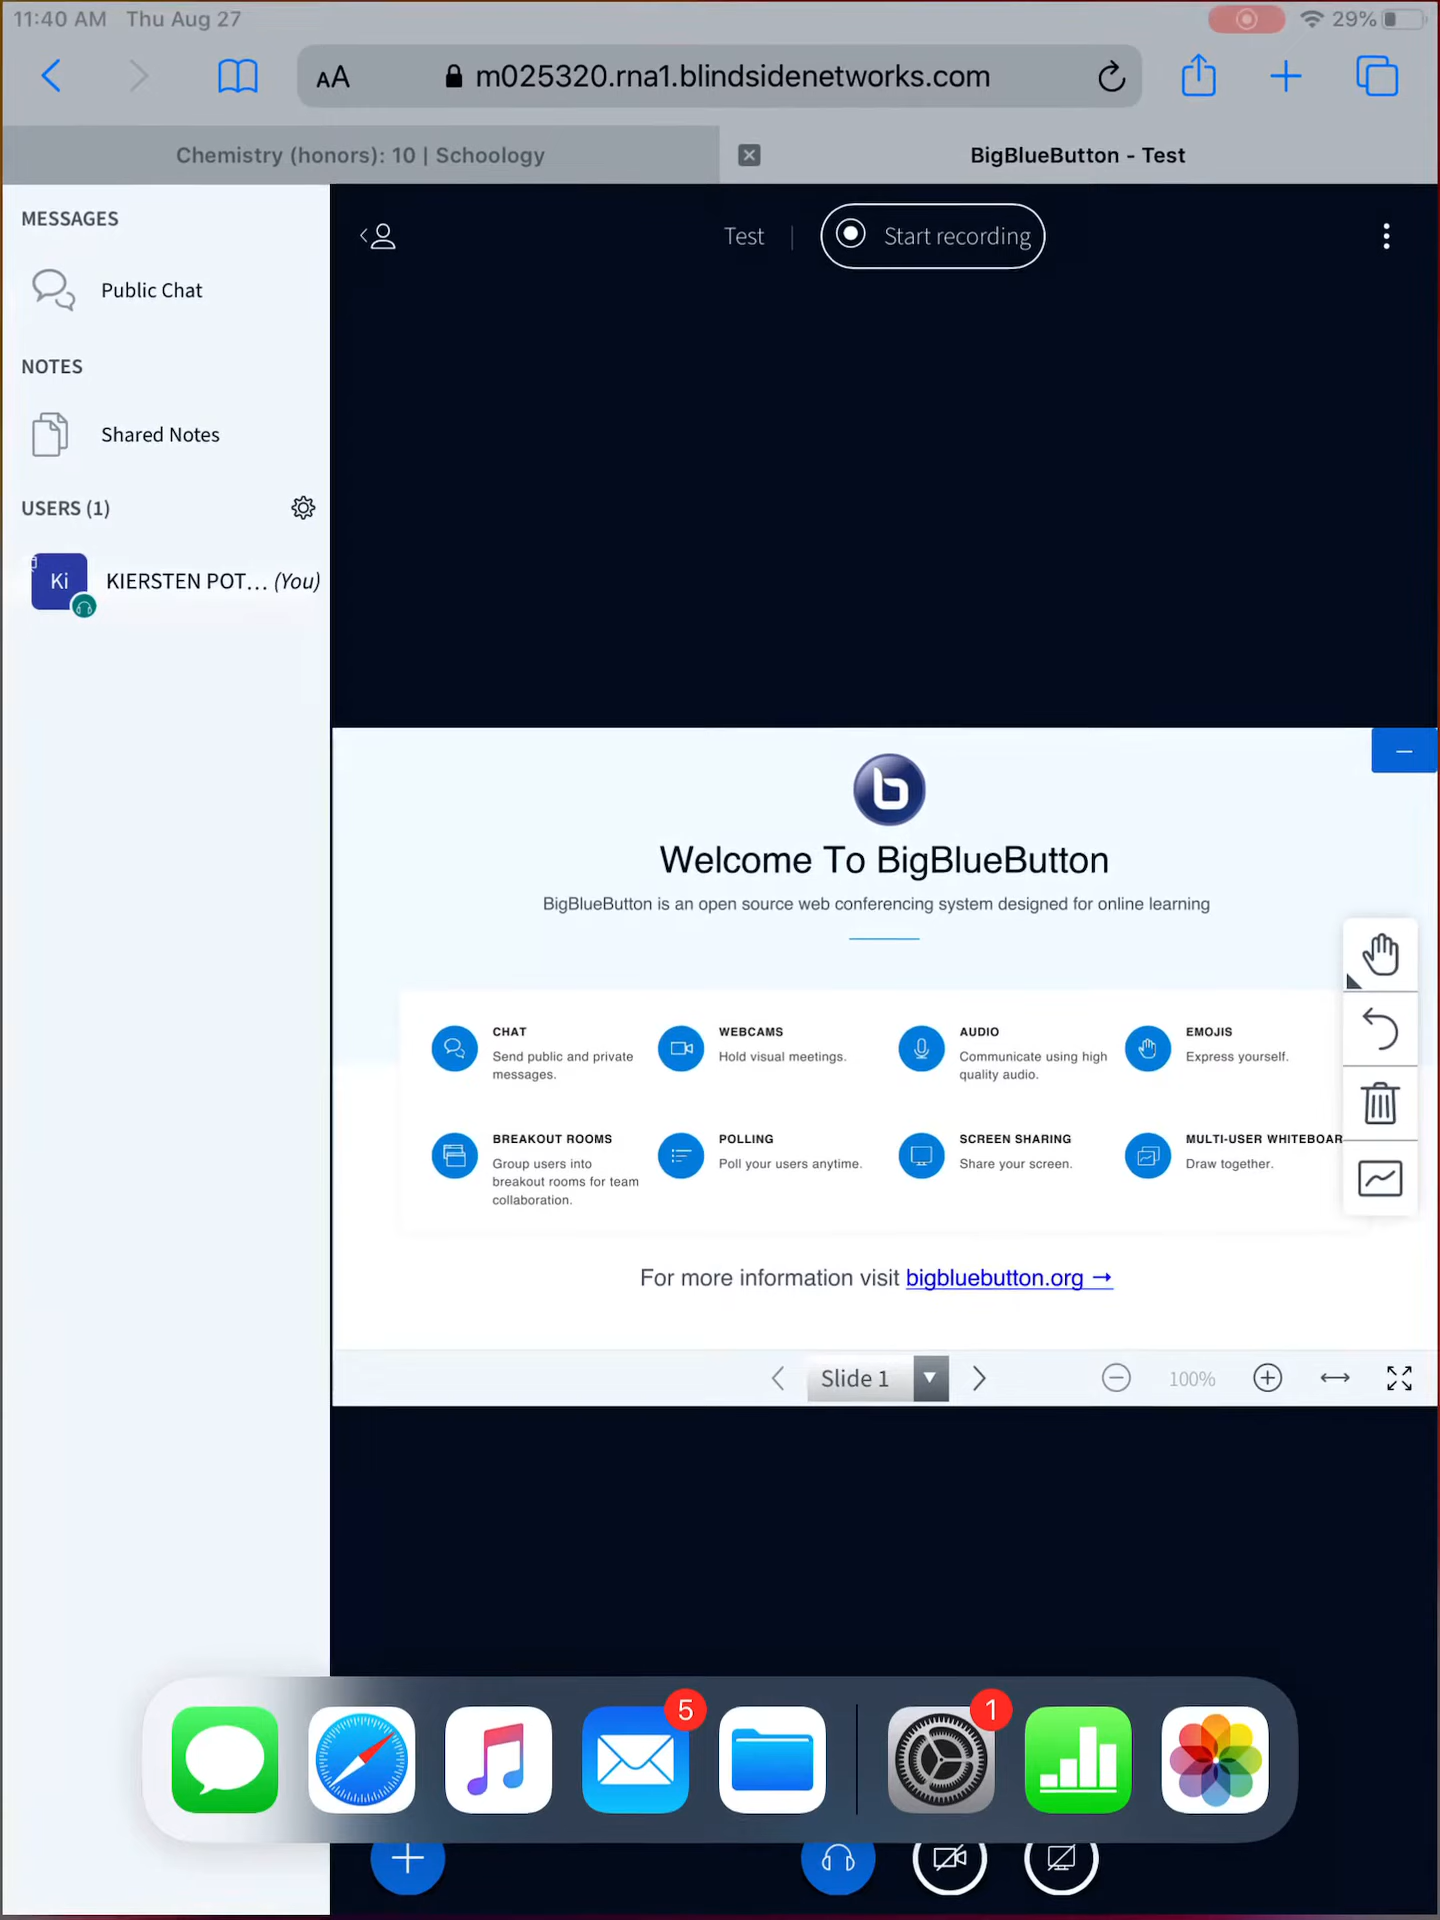 11:40 AM Thu Aug 27
29%
AA m025320.rna1.blindsidenetworks.com
Chemistry (honors): 10 | Schoology
BigBlueButton - Test
MESSAGES
Public Chat
NOTES
Shared Notes
USERS (1)
Ki KIERSTEN POT... (You)
Test | Start recording
Welcome To BigBlueButton
BigBlueButton is an open source web conferencing system designed for online learning
CHAT
Send public and private
messages.
WEBCAMS
Hold visual meetings.
AUDIO
Communicate using high
quality audio.
EMOJIS
Express yourself.
BREAKOUT ROOMS
Group users into
breakout rooms for team
collaboration.
POLLING
Poll your users anytime.
SCREEN SHARING
Share your screen.
MULTI-USER WHITEBOAR
Draw together.
For more information visit bigbluebutton.org →
Slide 1
100%
5
1